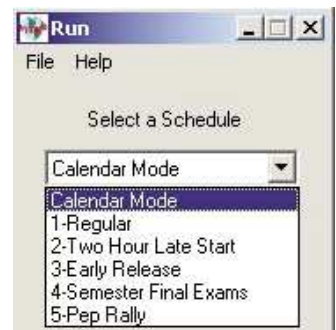 Run
File Help
Select a Schedule
Calendar Mode
Calendar Mode
1-Regular
2-Two Hour Late Start
3-Early Release
4-Semester Final Exams
5-Pep Rally